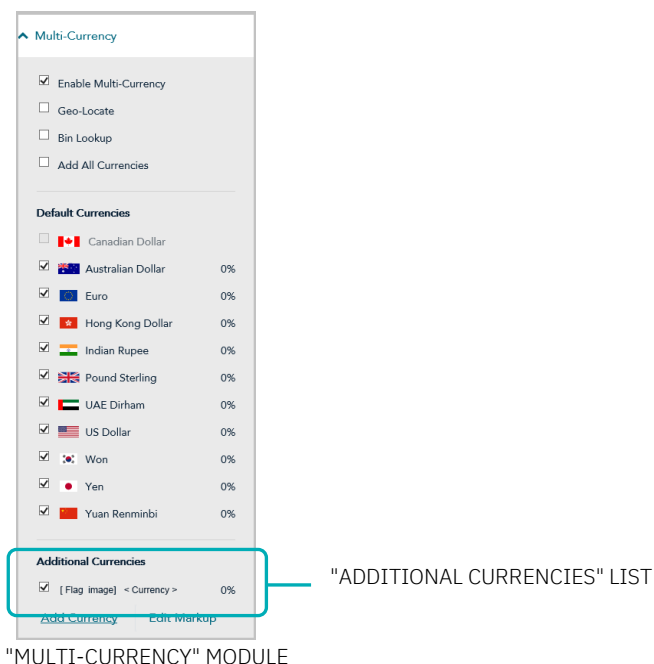 Multi-Currency
Enable Multi-Currency
Geo-Locate
Bin Lookup
Add All Currencies
Default Currencies
Canadian Dollar
Australian Dollar 0%
Euro 0%
Hong Kong Dollar 0%
Indian Rupee 0%
Pound Sterling 0%
UAE Dirham 0%
US Dollar 0%
Won 0%
Yen 0%
Yuan Renminbi 0%
Additional Currencies
[ Flag image] < Currency > 0%
"ADDITIONAL CURRENCIES" LIST
Add Currency Edit Markup
"MULTI-CURRENCY" MODULE